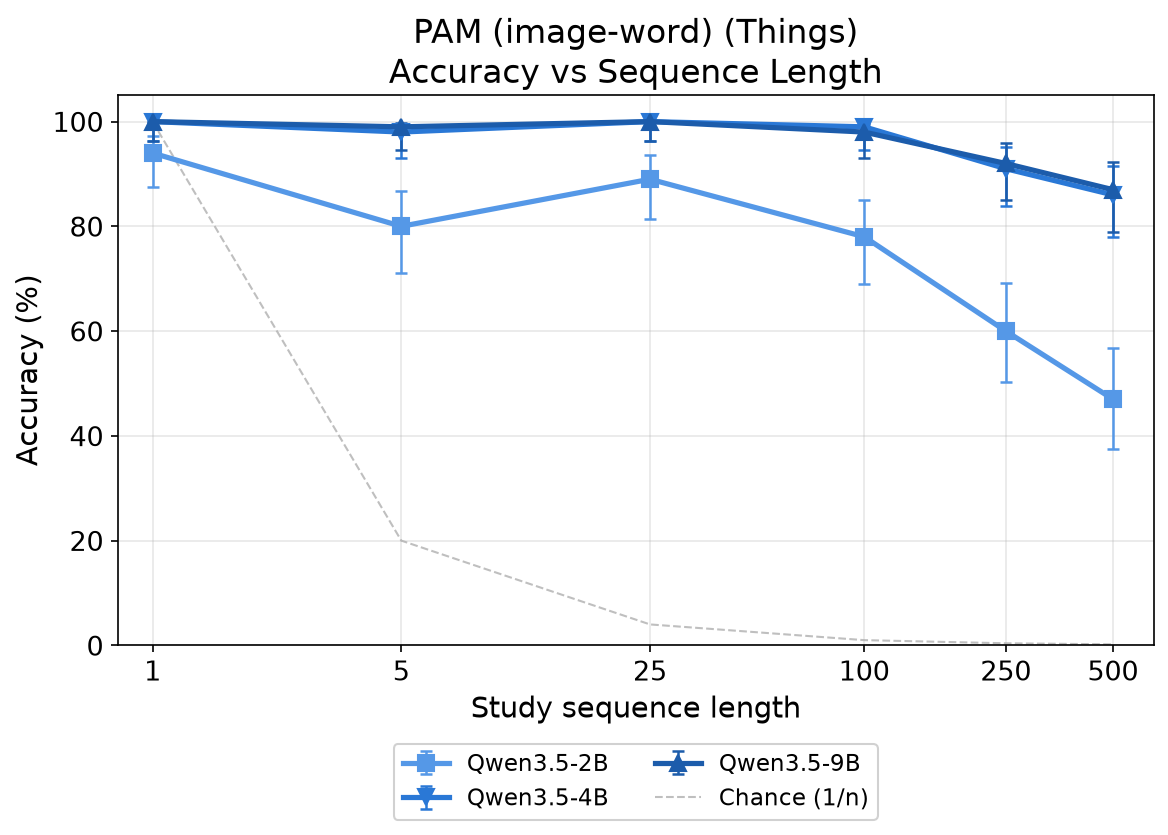 PAM (image-word) (Things)
Accuracy vs Sequence Length
Accuracy (%)
100
80
60
40
20
0
1 5 25 100 250 500
Study sequence length
Qwen3.5-2B Qwen3.5-9B
Qwen3.5-4B Chance (1/n)